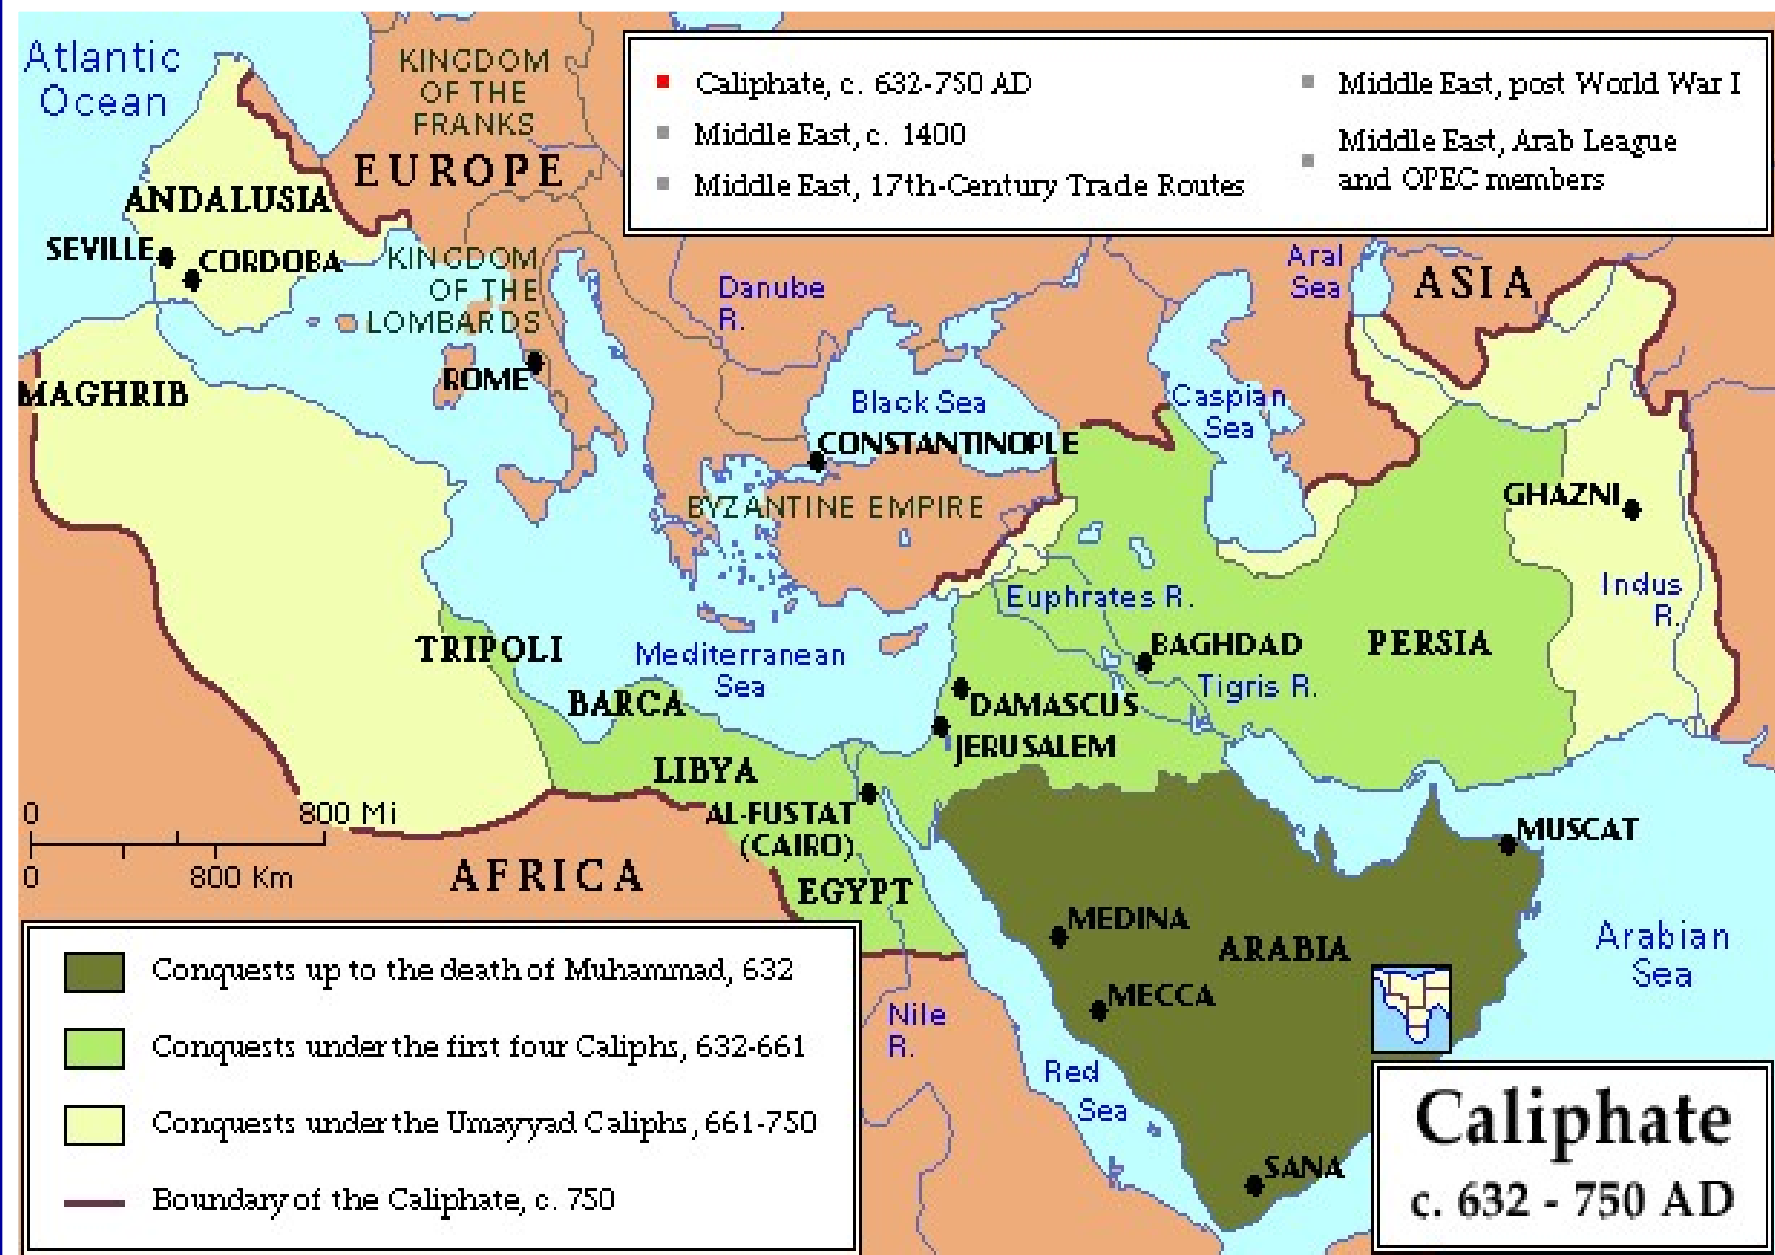 Atlantic
Ocean
KINGDOM
OF THE
FRANKS
EUROPE
Caliphate, c. 632-750 AD
Middle East, c. 1400
Middle East, 17th-Century Trade Routes
Middle East, post World War I
Middle East, Arab League
and OPEC members
ANDALUSIA
SEVILLE
CORDOBA
KINGDOM
OF THE
LOMBARDS
ROME
Danube
R.
Aral
Sea
ASIA
MAGHRIB
Black Sea
Caspian
Sea
CONSTANTINOPLE
BYZANTINE EMPIRE
GHAZNI
Euphrates R.
Indus
R.
TRIPOLI
Mediterranean
Sea
BAGHDAD
PERSIA
Tigris R.
BARCA
DAMASCUS
JERUSALEM
LIBYA
AL-FUSTAT
(CAIRO)
0
800 Mi
0
800 Km
AFRICA
EGYPT
MUSCAT
MEDINA
ARABIA
MECCA
Arabian
Sea
Nile
R.
Red
Sea
SANA
Conquests up to the death of Muhammad, 632
Conquests under the first four Caliphs, 632-661
Conquests under the Umayyad Caliphs, 661-750
Boundary of the Caliphate, c. 750
Caliphate
c. 632 - 750 AD